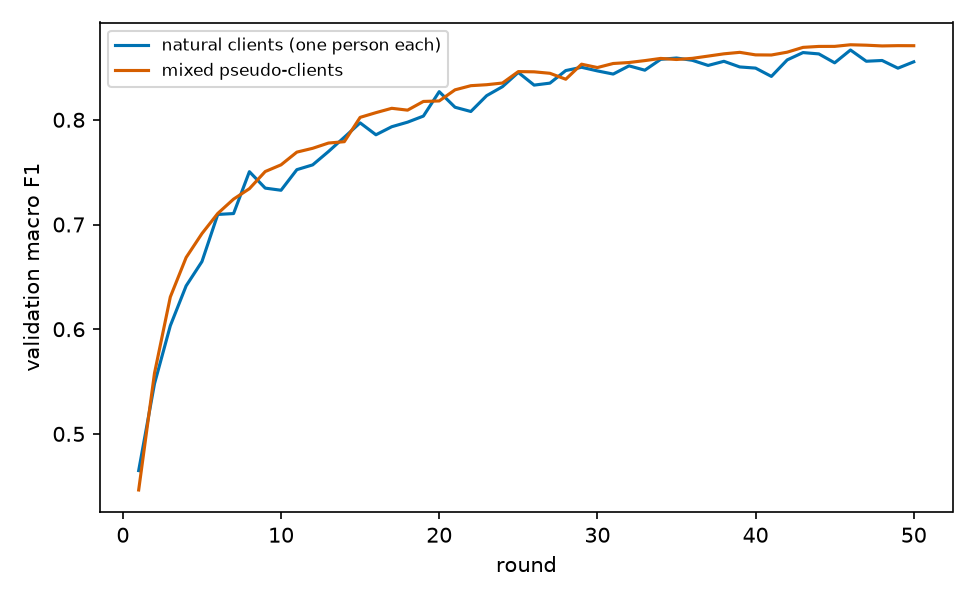 natural clients (one person each)
mixed pseudo-clients
validation macro F1
0.8
0.7
0.6
0.5
0 10 20 30 40 50
round